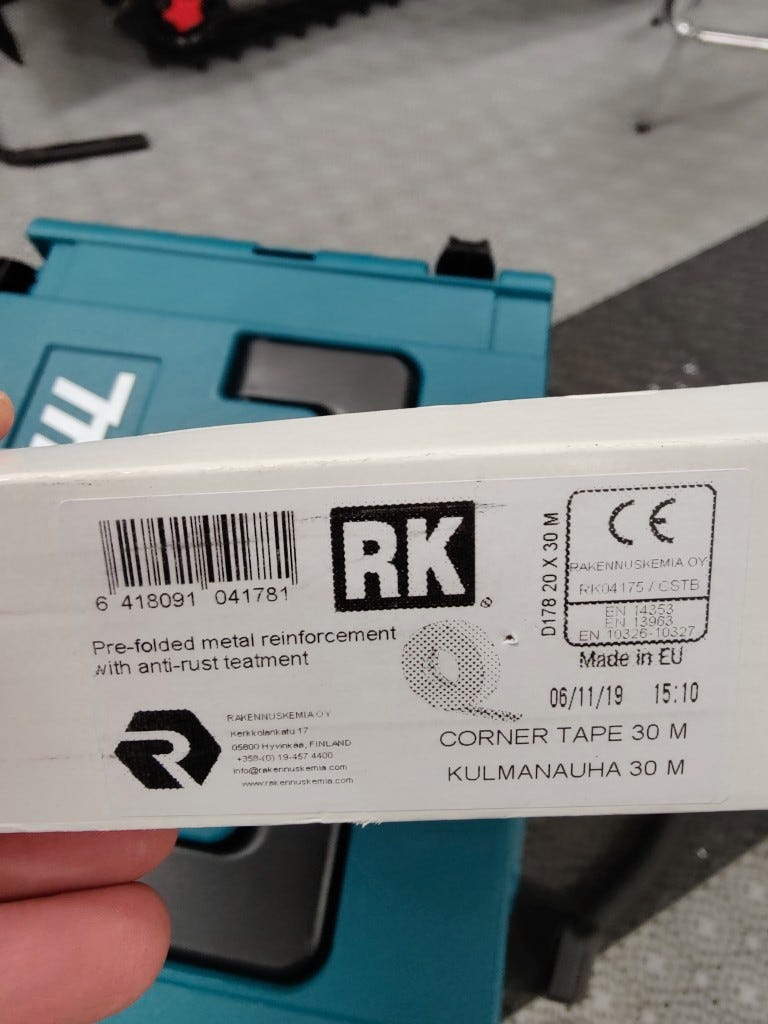 6 418091 041781
RK
®
D178 20 X 30 M
CE
RAKENNUSKEMIA OY
RK04175 / CSTB
EN 14353
EN 13963
EN 10326-10327
Made in EU
Pre-folded metal reinforcement
with anti-rust teatment
06/11/19 15:10
R
RAKENNUSKEMIA OY
Kerkkolankatu 17
05800 Hyvinkää, FINLAND
+358-(0) 19-457 4400
info@rakennuskemia.com
www.rakennuskemia.com
CORNER TAPE 30 M
KULMANAUHA 30 M